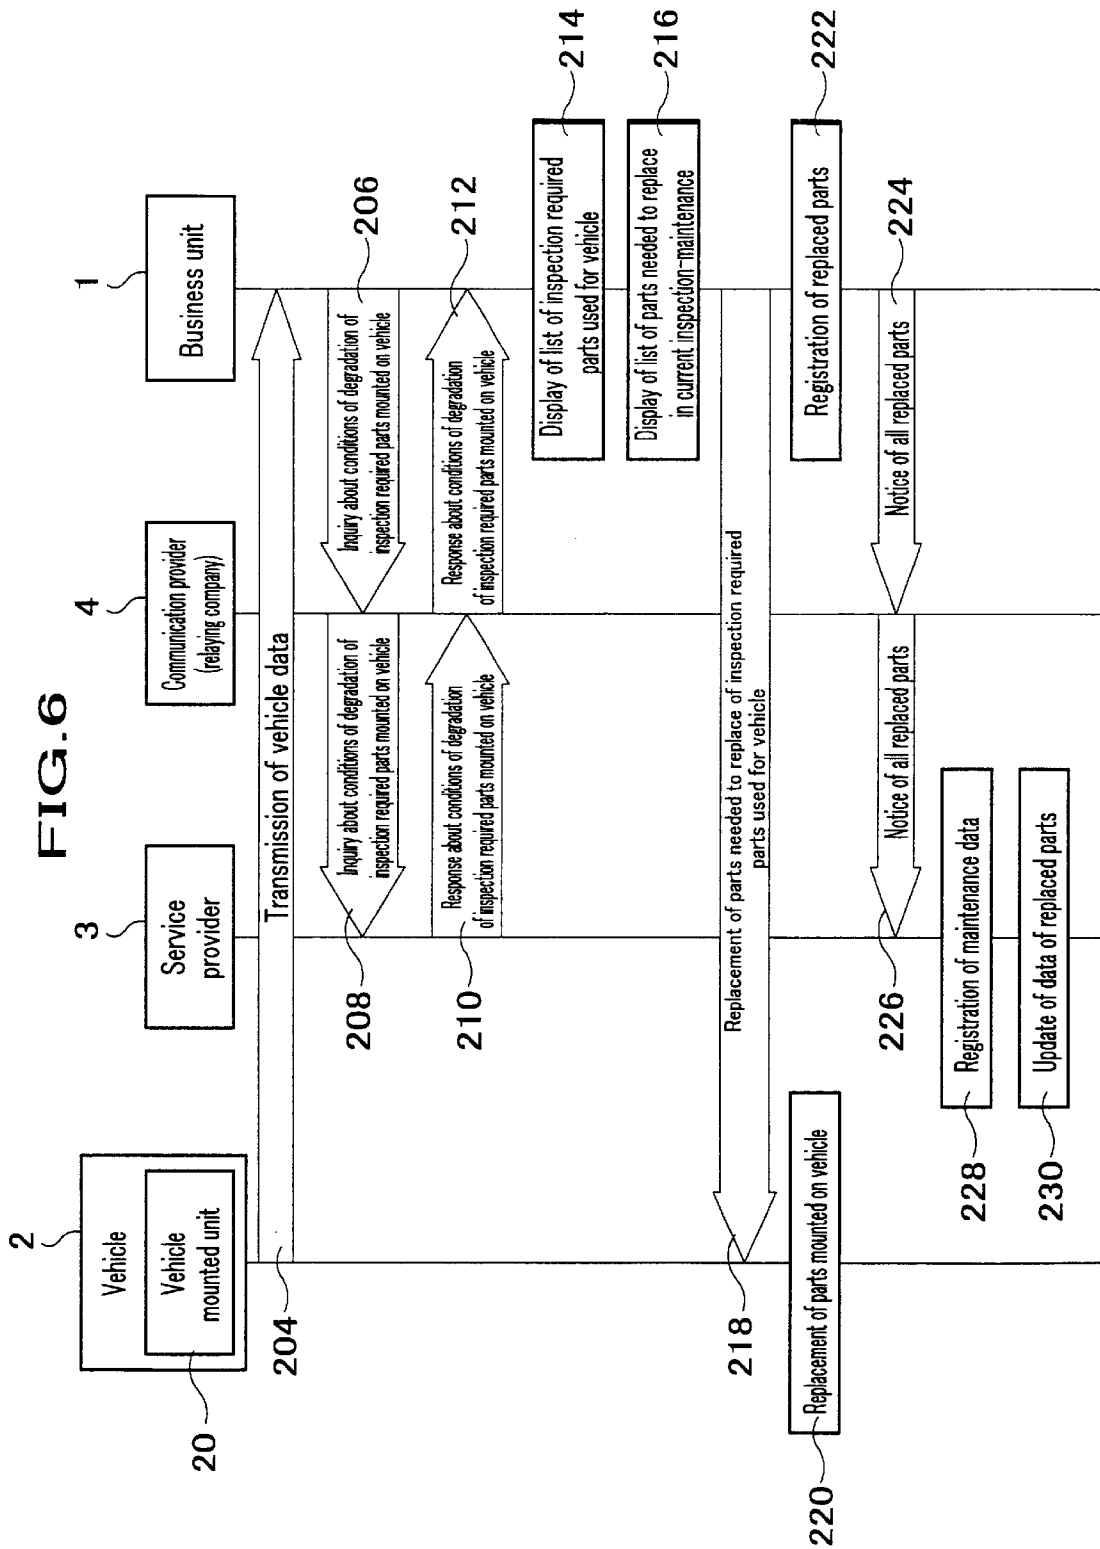 FIG.6
2
Vehicle
Vehicle
mounted unit
20
3
Service
provider
4
Communication provider
(relaying company)
1
Business unit
204
Transmission of vehicle data
Inquiry about conditions of degradation of
inspection required parts mounted on vehicle
206
Inquiry about conditions of degradation of
inspection required parts mounted on vehicle
208
Response about conditions of degradation
of inspection required parts mounted on vehicle
210
Response about conditions of degradation
of inspection required parts mounted on vehicle
212
Display of list of inspection required
parts used for vehicle
214
Display of list of parts needed to replace
in current inspection-maintenance
216
Replacement of parts needed to replace of inspection required
parts used for vehicle
218
Replacement of parts mounted on vehicle
220
Registration of replaced parts
222
Notice of all replaced parts
224
Notice of all replaced parts
226
Registration of maintenance data
228
Update of data of replaced parts
230